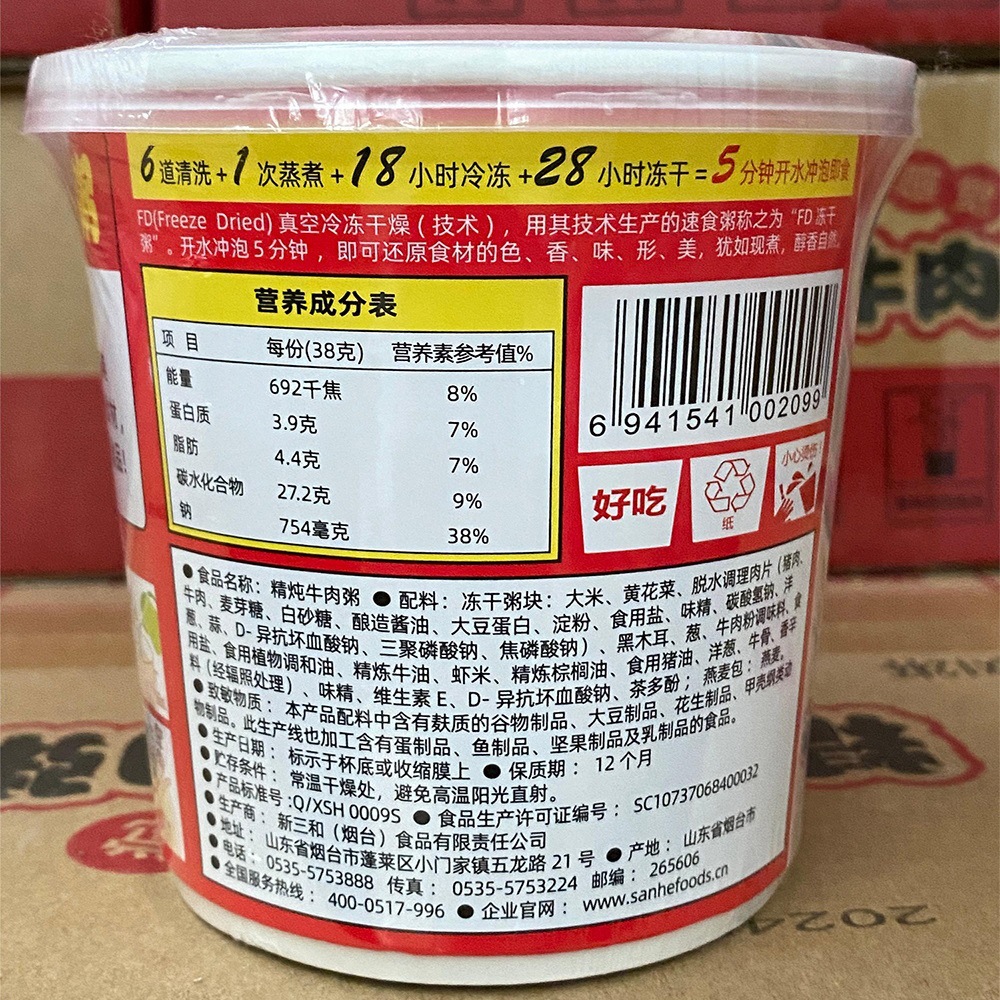 6道清洗+1次蒸煮+18小时冷冻+28小时冻干=5分钟开水冲泡即食
FD(Freeze Dried) 真空冷冻干燥（技术），用其技术生产的速食粥称之为“FD 冻干
粥”。开水冲泡5分钟，即可还原食材的色、香、味、形、美，犹如现煮，醇香自然。
营养成分表
项目 每份(38克) 营养素参考值%
能量 692千焦 8%
蛋白质 3.9克 7%
脂肪 4.4克 7%
碳水化合物 27.2克 9%
钠 754毫克 38%
6 941541 002099
好吃
纸
小心烫伤！
●食品名称：精炖牛肉粥 ●配料：冻干粥块：大米、黄花菜、脱水调理肉片（猪肉、
牛肉、麦芽糖、白砂糖、酿造酱油、大豆蛋白、淀粉、食用盐、味精、碳酸氢钠、洋
葱、蒜、D-异抗坏血酸钠、三聚磷酸钠、焦磷酸钠）、黑木耳、葱、牛肉粉调味料、食
用盐、食用植物调和油、精炼牛油、虾米、精炼棕榈油、食用猪油、洋葱、牛骨、香辛
料（经辐照处理）、味精、维生素E、D-异抗坏血酸钠、茶多酚；燕麦包：燕麦。
●致敏物质：本产品配料中含有麸质的谷物制品、大豆制品、花生制品、甲壳纲类动
物制品。此生产线也加工含有蛋制品、鱼制品、坚果制品及乳制品的食品。
●生产日期：标示于杯底或收缩膜上 ●保质期：12个月
●贮存条件：常温干燥处，避免高温阳光直射。
●产品标准号:Q/XSH 0009S ●食品生产许可证编号：SC10737068400032
●生产商：新三和（烟台）食品有限责任公司
●地址：山东省烟台市蓬莱区小门家镇五龙路21号 ●产地：山东省烟台市
●电话：0535-5753888 传真：0535-5753224 邮编：265606
●全国服务热线：400-0517-996 ●企业官网：www.sanhefoods.cn
牛肉
2024